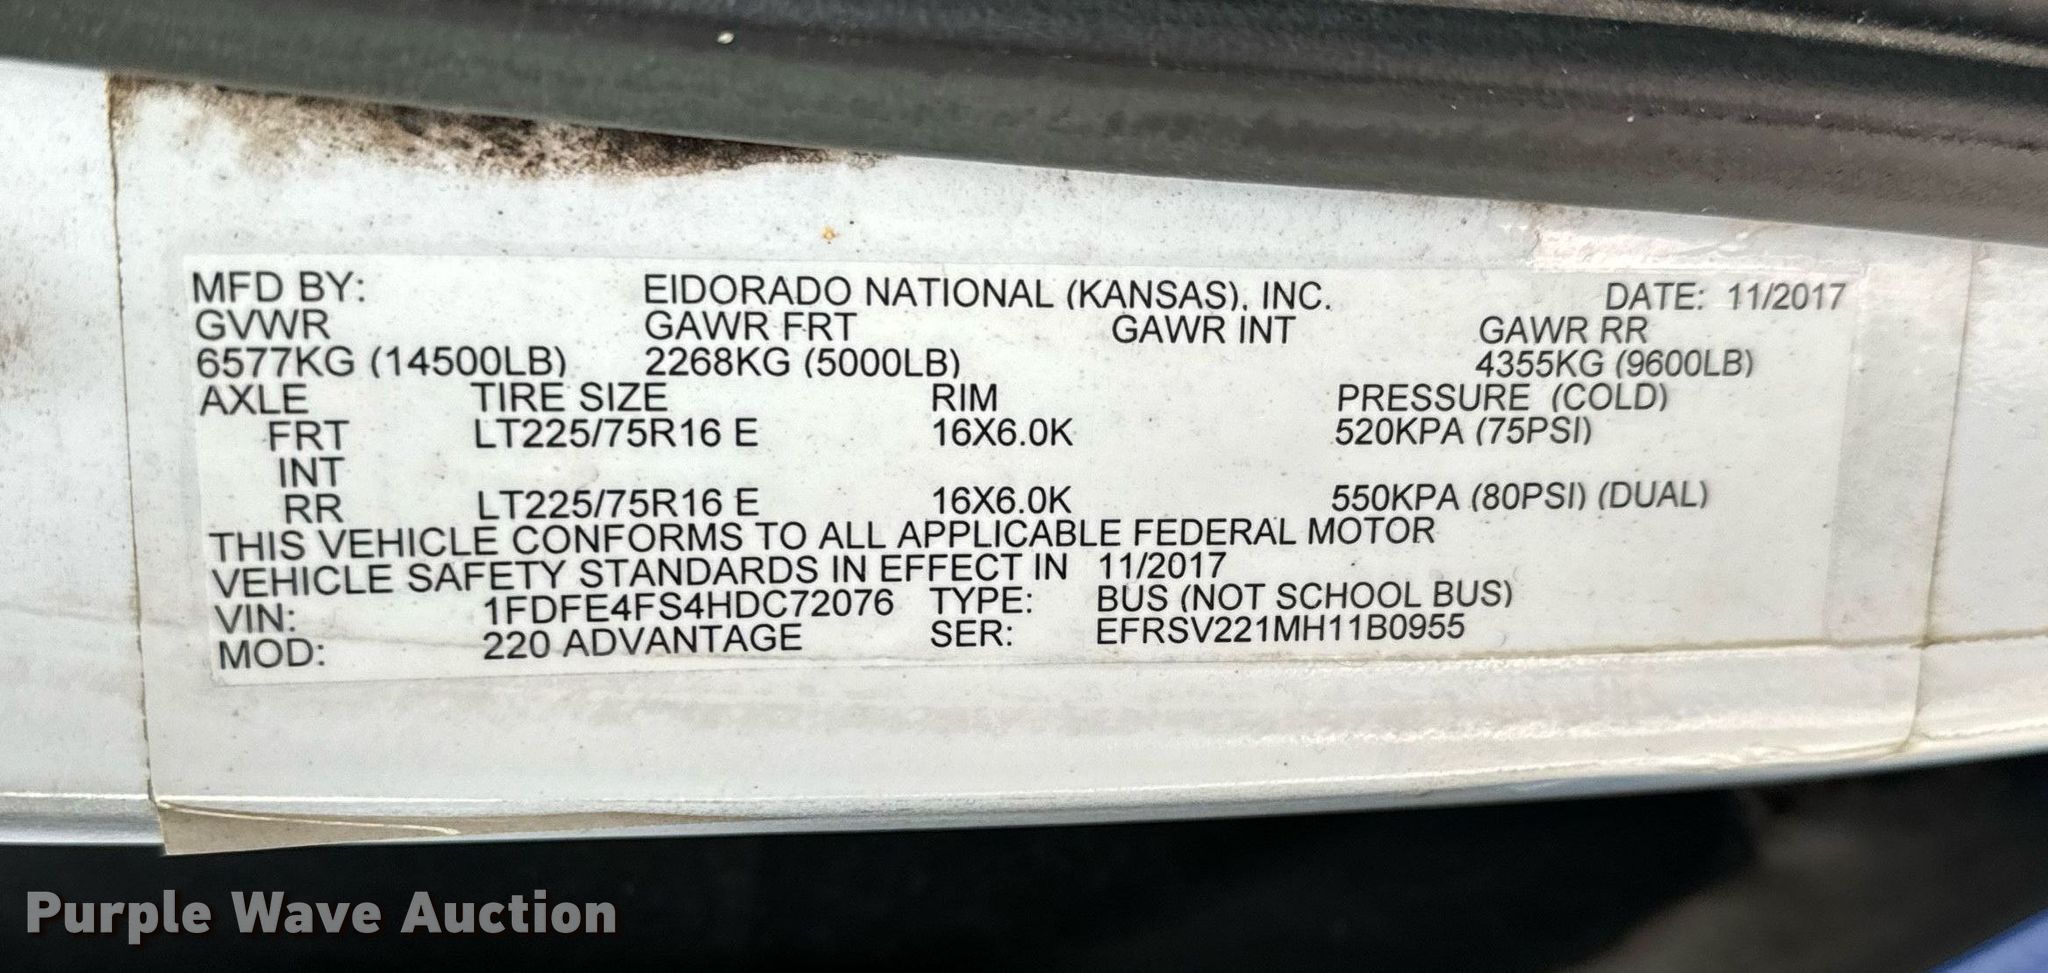 MFD BY: EIDORADO NATIONAL (KANSAS), INC. DATE: 11/2017
GVWR GAWR FRT GAWR INT GAWR RR
6577KG (14500LB) 2268KG (5000LB) 4355KG (9600LB)
AXLE TIRE SIZE RIM PRESSURE (COLD)
FRT LT225/75R16 E 16X6.0K 520KPA (75PSI)
INT
RR LT225/75R16 E 16X6.0K 550KPA (80PSI) (DUAL)
THIS VEHICLE CONFORMS TO ALL APPLICABLE FEDERAL MOTOR
VEHICLE SAFETY STANDARDS IN EFFECT IN 11/2017
VIN: 1FDFE4FS4HDC72076 TYPE: BUS (NOT SCHOOL BUS)
MOD: 220 ADVANTAGE SER: EFRSV221MH11B0955
Purple Wave Auction